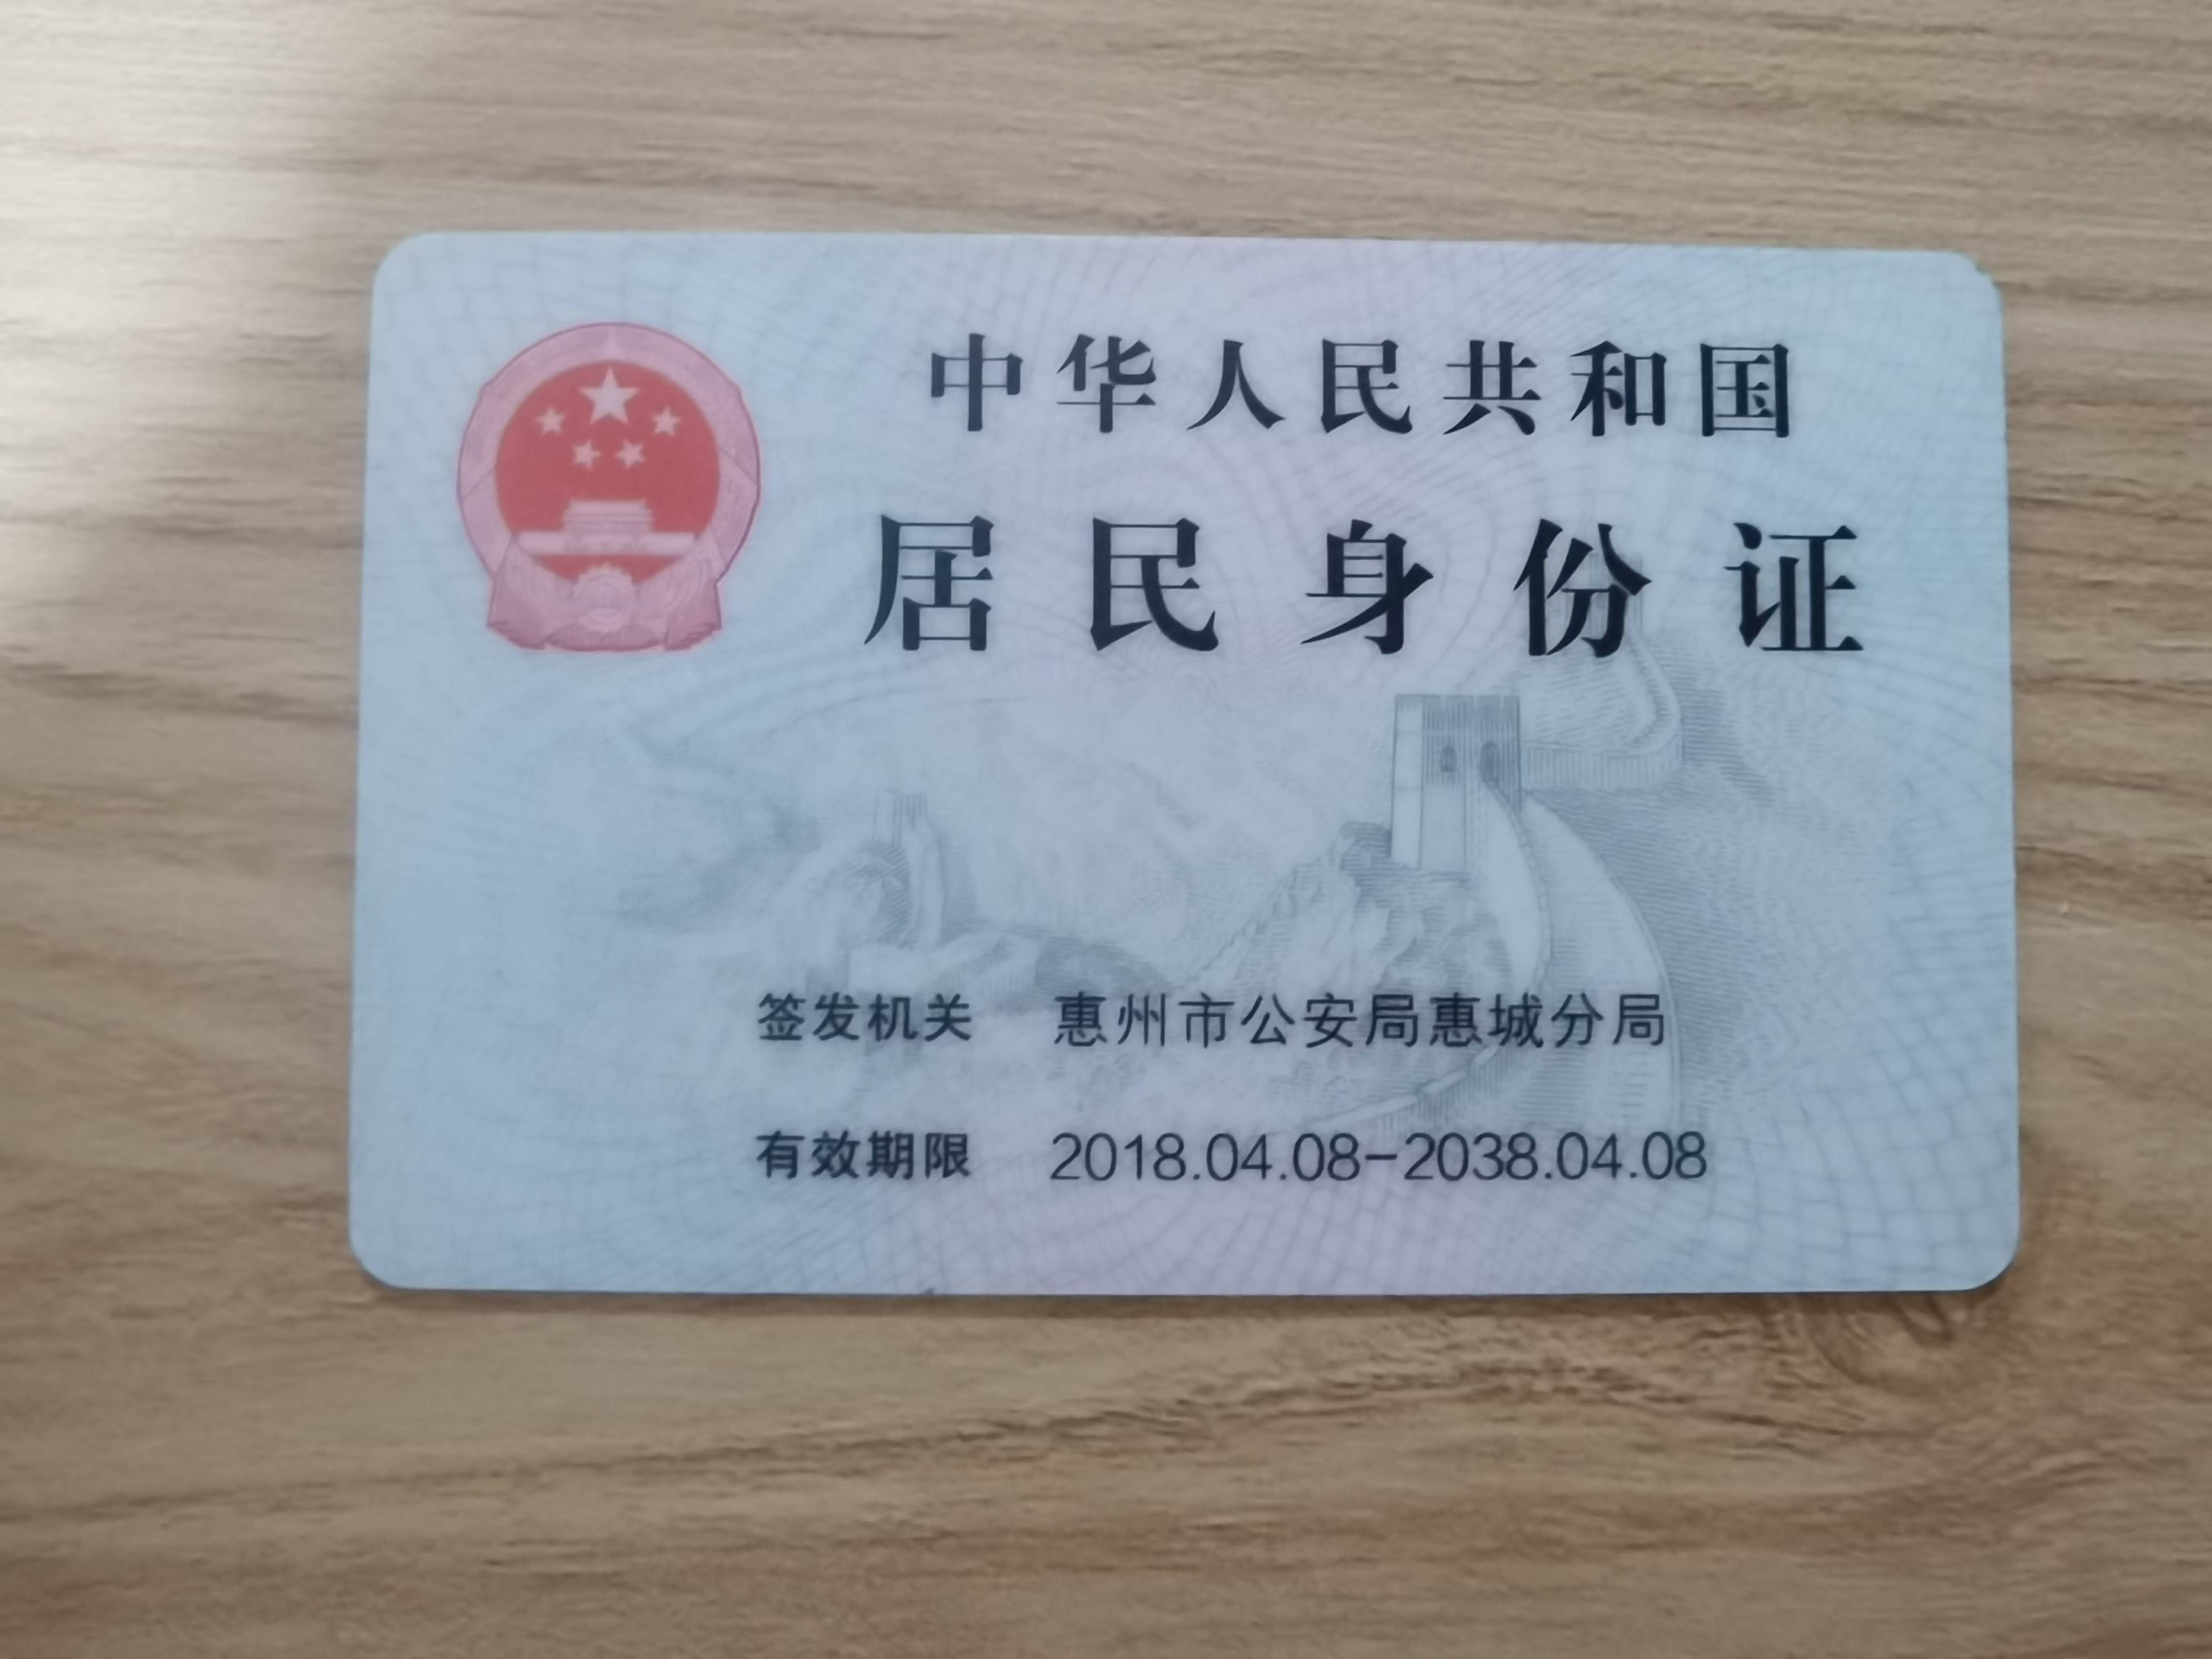 中华人民共和国
居民身份证
签发机关 惠州市公安局惠城分局
有效期限 2018.04.08-2038.04.08